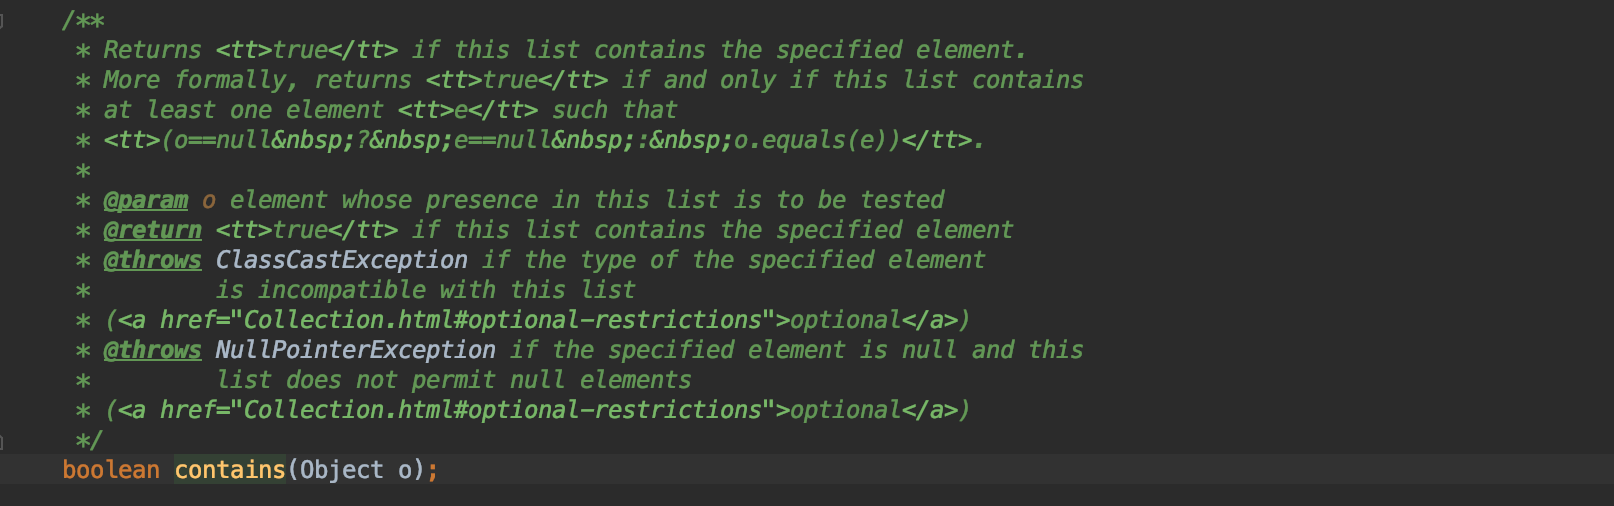 /**
 * Returns <tt>true</tt> if this list contains the specified element.
 * More formally, returns <tt>true</tt> if and only if this list contains
 * at least one element <tt>e</tt> such that
 * <tt>(o==null&nbsp;?&nbsp;e==null&nbsp;:&nbsp;o.equals(e))</tt>.
 *
 * @param o element whose presence in this list is to be tested
 * @return <tt>true</tt> if this list contains the specified element
 * @throws ClassCastException if the type of the specified element
 *         is incompatible with this list
 * (<a href="Collection.html#optional-restrictions">optional</a>)
 * @throws NullPointerException if the specified element is null and this
 *         list does not permit null elements
 * (<a href="Collection.html#optional-restrictions">optional</a>)
 */
boolean contains(Object o);